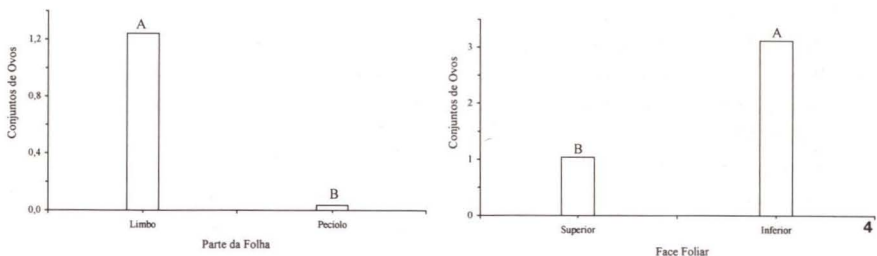 Conjuntos de Ovos
1,2
0,8
0,4
0,0
A
B
Limbo
Pecíolo
Parte da Folha
Conjuntos de Ovos
3
2
1
0
B
A
Superior
Inferior
4
Face Foliar